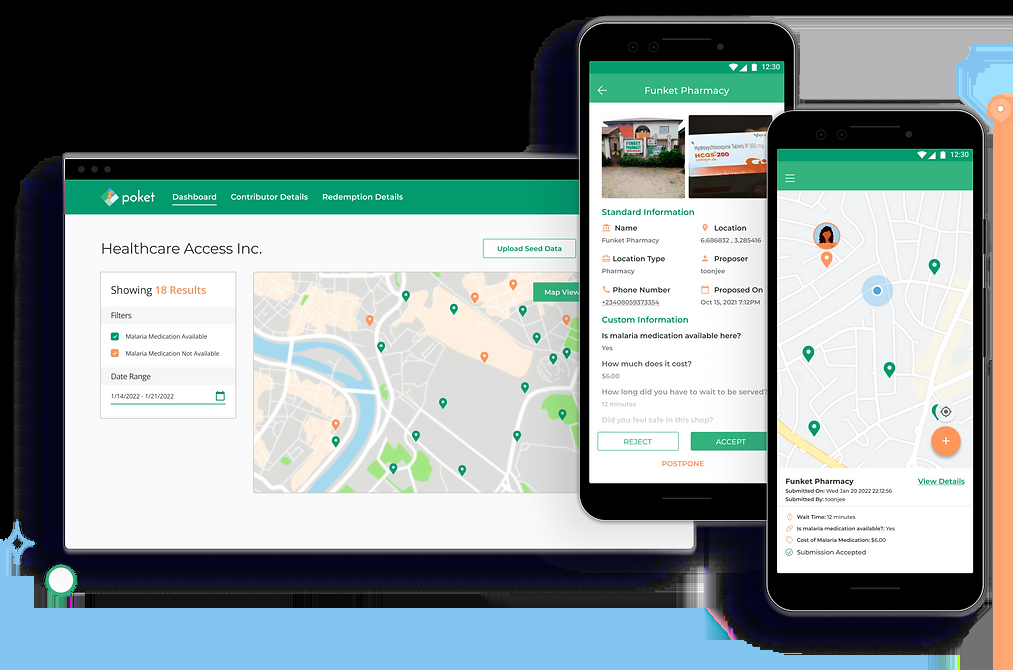 poket
Dashboard
Contributor Details
Redemption Details
Healthcare Access Inc.
Upload Seed Data
Showing 18 Results
Filters
Malaria Medication Available
Malaria Medication Not Available
Date Range
1/14/2022 - 1/21/2022
Map View
12:30
Funket Pharmacy
FUNKET
PHARMACY
Hydroxychloroquine Tablets, IP 200 mg
HCQS-200
Standard Information
Name
Funket Pharmacy
Location
6.686832 , 3.285416
Location Type
Pharmacy
Proposer
toonjee
Phone Number
+23408059373354
Proposed On
Oct 15, 2021 7:12PM
Custom Information
Is malaria medication available here?
Yes
How much does it cost?
$6.00
How long did you have to wait to be served?
12 minutes
Did you feel safe in this shop?
REJECT
ACCEPT
POSTPONE
12:30
Funket Pharmacy
View Details
Submitted On: Wed Jan 20 2022 22:12:56
Submitted By: toonjee
Wait Time: 12 minutes
Is malaria medication available?: Yes
Cost of Malaria Medication: $6.00
Submission Accepted